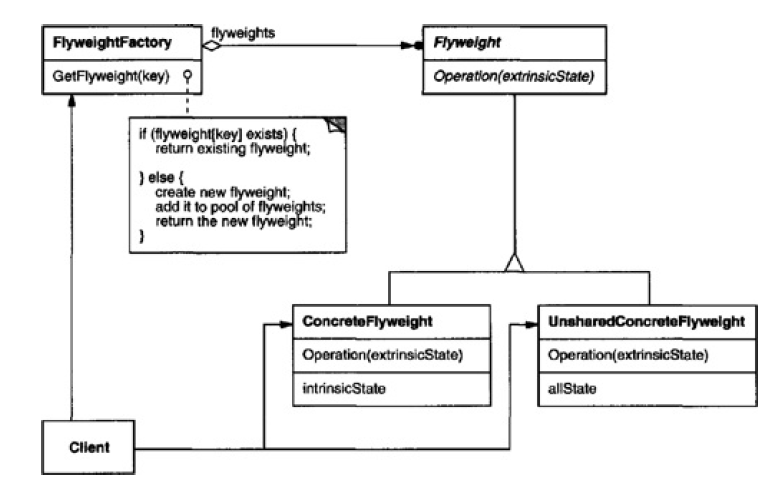 flyweights
FlyweightFactory
GetFlyweight(key)
Flyweight
Operation(extrinsicState)
if (flyweight[key] exists) {
return existing flyweight;
} else {
create new flyweight;
add it to pool of flyweights;
return the new flyweight;
}
ConcreteFlyweight
Operation(extrinsicState)
intrinsicState
UnsharedConcreteFlyweight
Operation(extrinsicState)
allState
Client